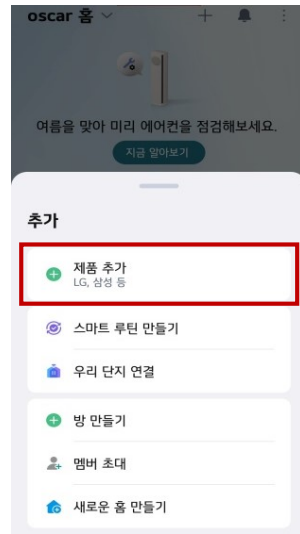 oscar 홈
여름을 맞아 미리 에어컨을 점검해보세요.
지금 알아보기
추가
제품 추가
LG, 삼성 등
스마트 루틴 만들기
우리 단지 연결
방 만들기
멤버 초대
새로운 홈 만들기